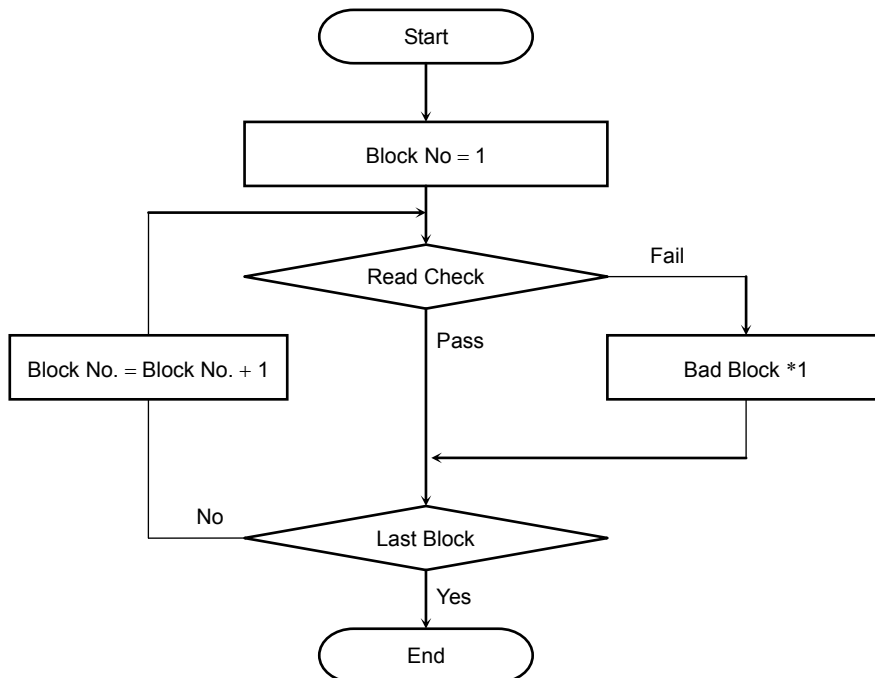 Start
Block No = 1
Read Check
Fail
Pass
Block No. = Block No. + 1
Bad Block *1
No
Last Block
Yes
End